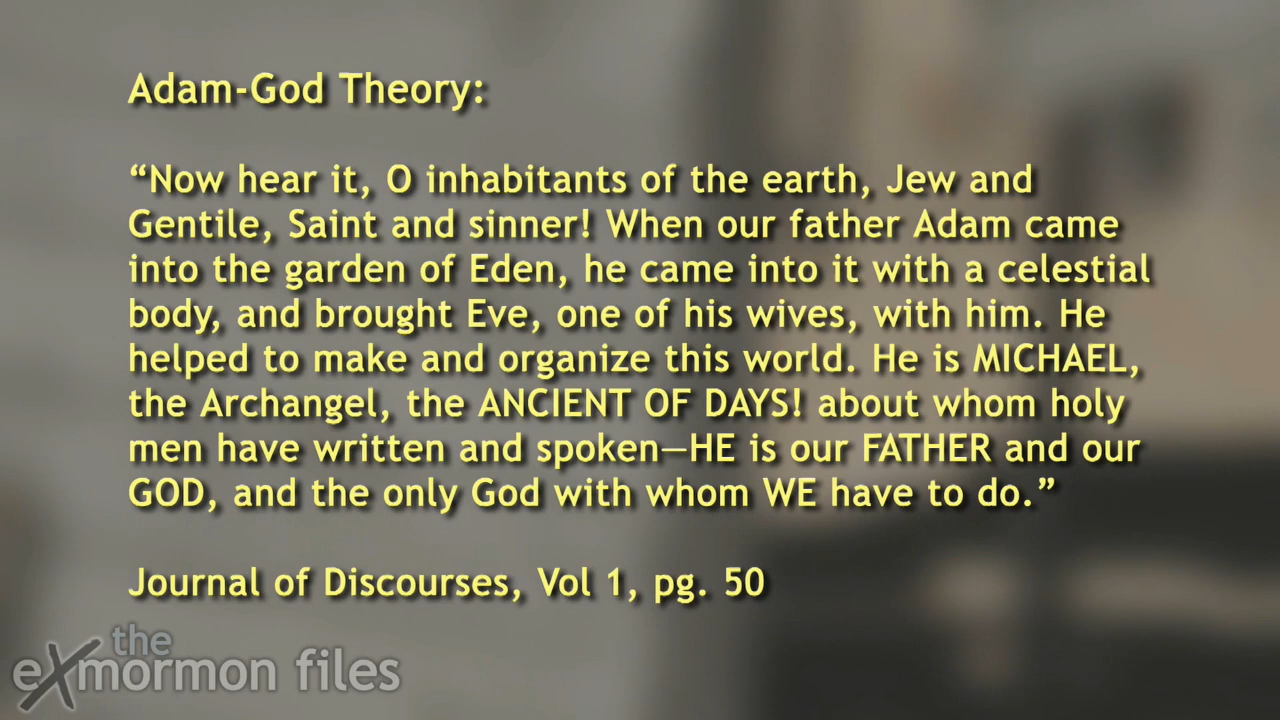 Adam-God Theory:
“Now hear it, O inhabitants of the earth, Jew and
Gentile, Saint and sinner! When our father Adam came
into the garden of Eden, he came into it with a celestial
body, and brought Eve, one of his wives, with him. He
helped to make and organize this world. He is MICHAEL,
the Archangel, the ANCIENT OF DAYS! about whom holy
men have written and spoken—HE is our FATHER and our
GOD, and the only God with whom WE have to do.”
Journal of Discourses, Vol 1, pg. 50
the
exmormon files